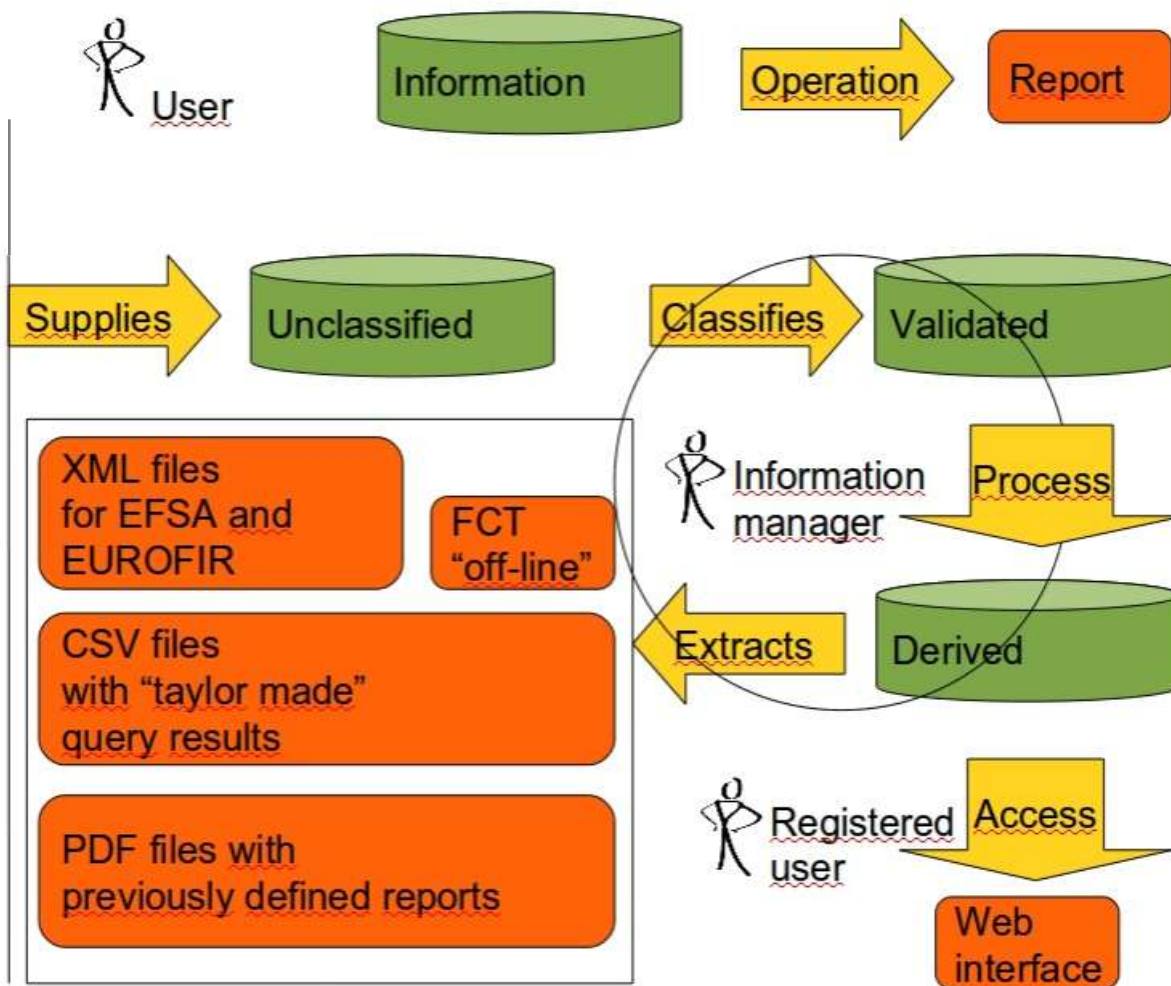 User
Information
Operation
Report
Supplies
Unclassified
Classifies
Validated
XML files
for EFSA and
EUROFIR
FCT
“off-line”
Information
manager
Process
CSV files
with “taylor made”
query results
Extracts
Derived
PDF files with
previously defined reports
Registered
user
Access
Web
interface